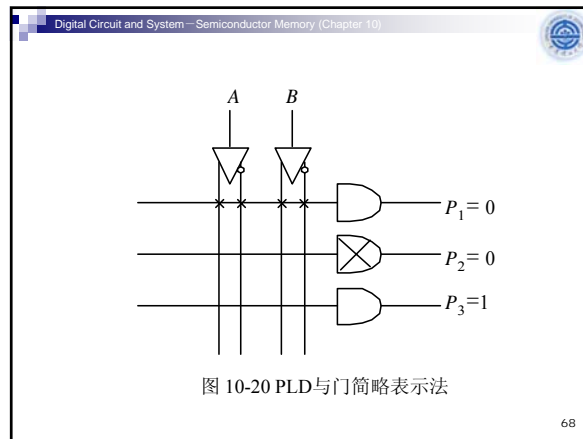 Digital Circuit and System－Semiconductor Memory (Chapter 10)
A B
P1= 0
P2= 0
P3=1
图 10-20 PLD与门简略表示法
68